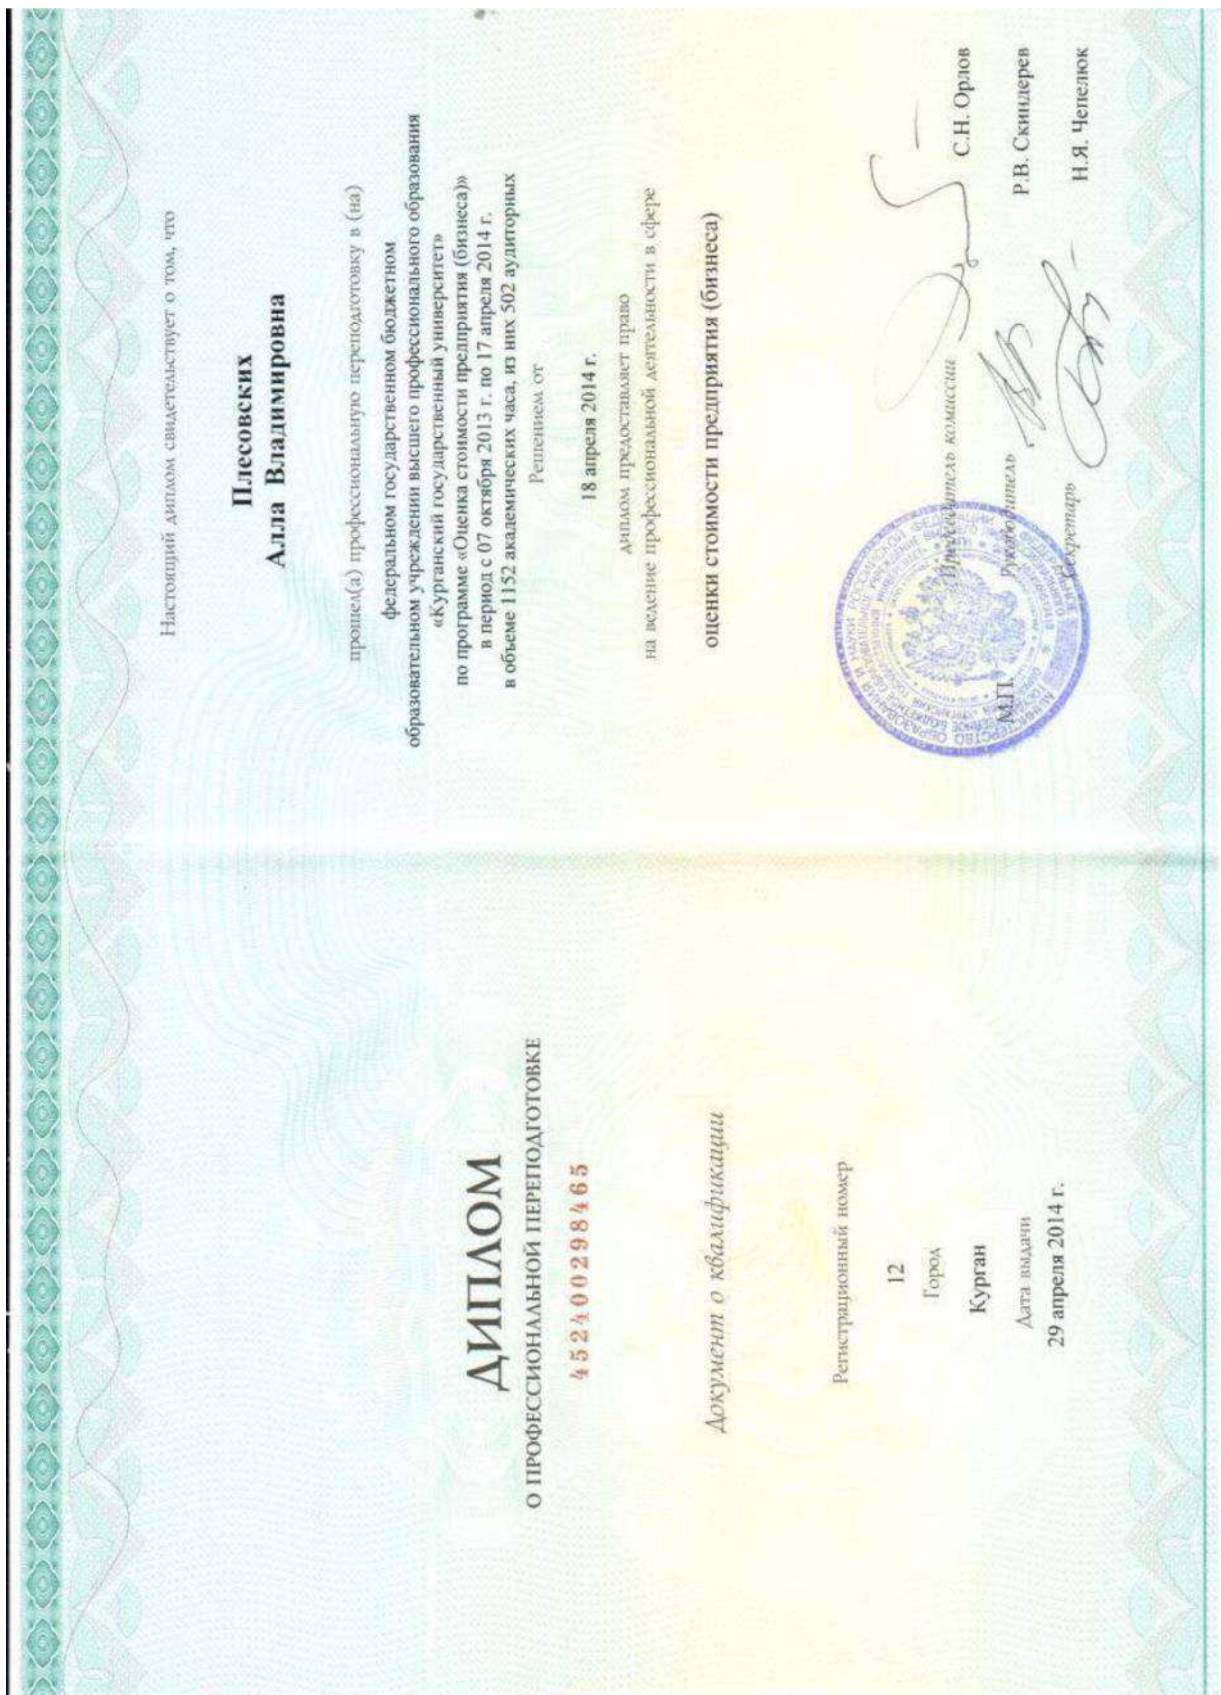 ДИПЛОМ
О ПРОФЕССИОНАЛЬНОЙ ПЕРЕПОДГОТОВКЕ
452400298465
Документ о квалификации
Регистрационный номер
12
Город
Курган
Дата выдачи
29 апреля 2014 г.
Настоящий диплом свидетельствует о том, что
Плесовских
Алла Владимировна
прошел(а) профессиональную переподготовку в (на)
федеральном государственном бюджетном
образовательном учреждении высшего профессионального образования
«Курганский государственный университет»
по программе «Оценка стоимости предприятия (бизнеса)»
в период с 07 октября 2013 г. по 17 апреля 2014 г.
в объеме 1152 академических часа, из них 502 аудиторных
Решением от
18 апреля 2014 г.
диплом предоставляет право
на ведение профессиональной деятельности в сфере
оценки стоимости предприятия (бизнеса)
Председатель комиссии С.Н. Орлов
М.П. Руководитель Р.В. Скиндерев
Секретарь Н.Я. Чепелюк